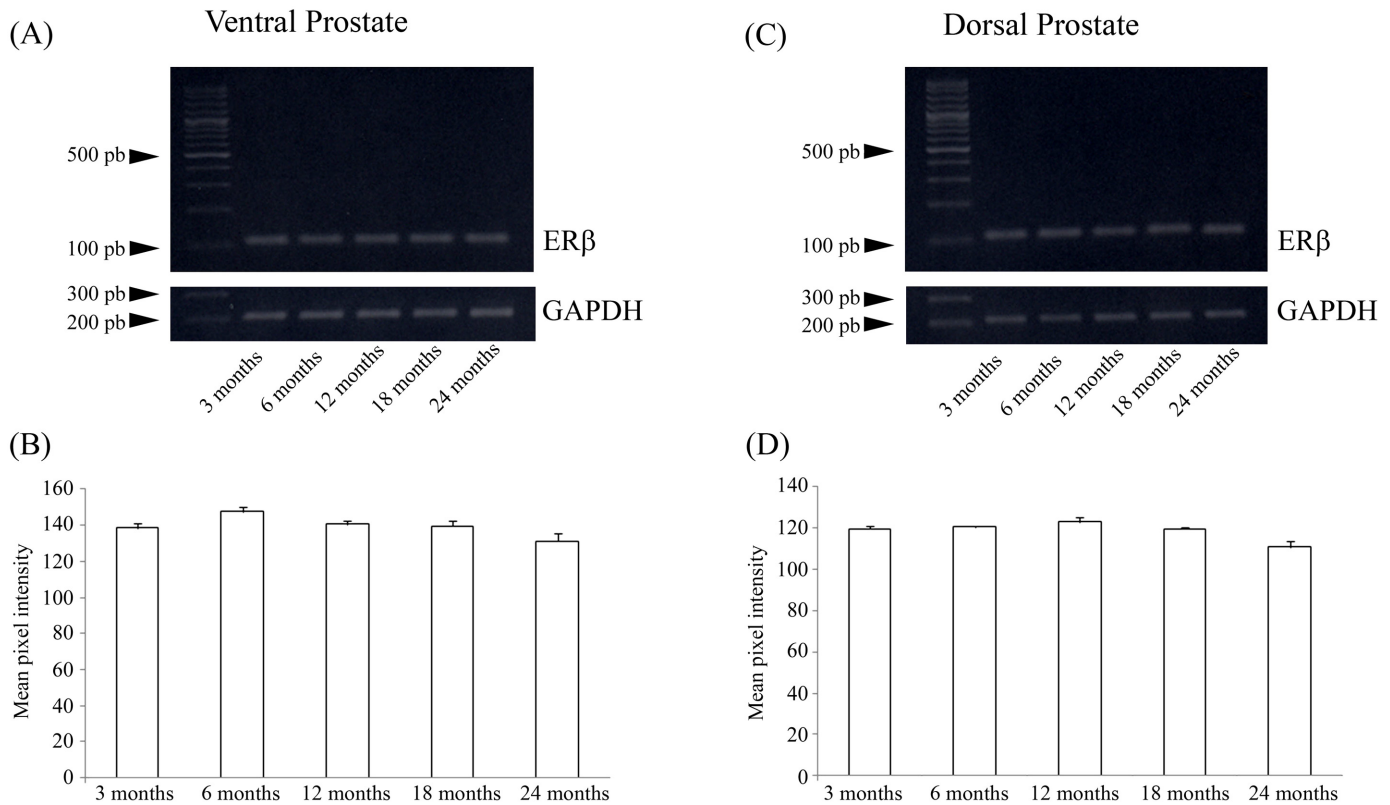 (A)
Ventral Prostate
500 pb
100 pb
ERβ
300 pb
200 pb
GAPDH
3 months
6 months
12 months
18 months
24 months
(B)
Mean pixel intensity
160
140
120
100
80
60
40
20
0
3 months
6 months
12 months
18 months
24 months
(C)
Dorsal Prostate
500 pb
100 pb
ERβ
300 pb
200 pb
GAPDH
3 months
6 months
12 months
18 months
24 months
(D)
Mean pixel intensity
140
120
100
80
60
40
20
0
3 months
6 months
12 months
18 months
24 months